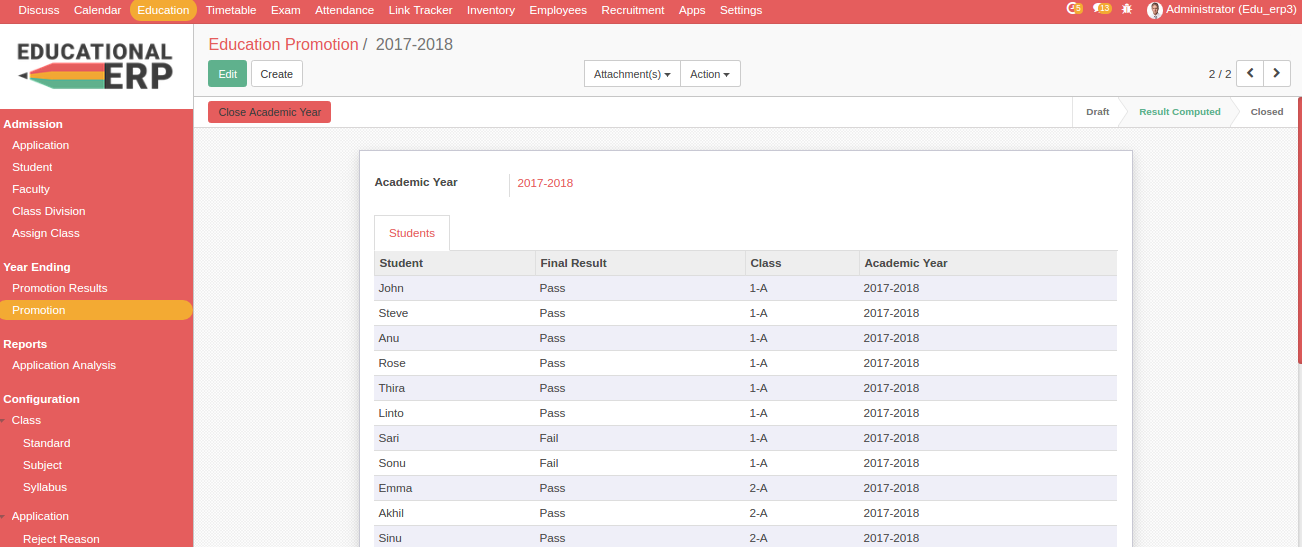 Discuss Calendar Education Timetable Exam Attendance Link Tracker Inventory Employees Recruitment Apps Settings 5 13 Administrator (Edu_erp3)
EDUCATIONAL
ERP
Education Promotion / 2017-2018
Edit Create Attachment(s) Action 2 / 2
Close Academic Year Draft Result Computed Closed
Admission
Application
Student
Faculty
Class Division
Assign Class
Year Ending
Promotion Results
Promotion
Reports
Application Analysis
Configuration
Class
Standard
Subject
Syllabus
Application
Reject Reason
Academic Year 2017-2018
Students
Student Final Result Class Academic Year
John Pass 1-A 2017-2018
Steve Pass 1-A 2017-2018
Anu Pass 1-A 2017-2018
Rose Pass 1-A 2017-2018
Thira Pass 1-A 2017-2018
Linto Pass 1-A 2017-2018
Sari Fail 1-A 2017-2018
Sonu Fail 1-A 2017-2018
Emma Pass 2-A 2017-2018
Akhil Pass 2-A 2017-2018
Sinu Pass 2-A 2017-2018